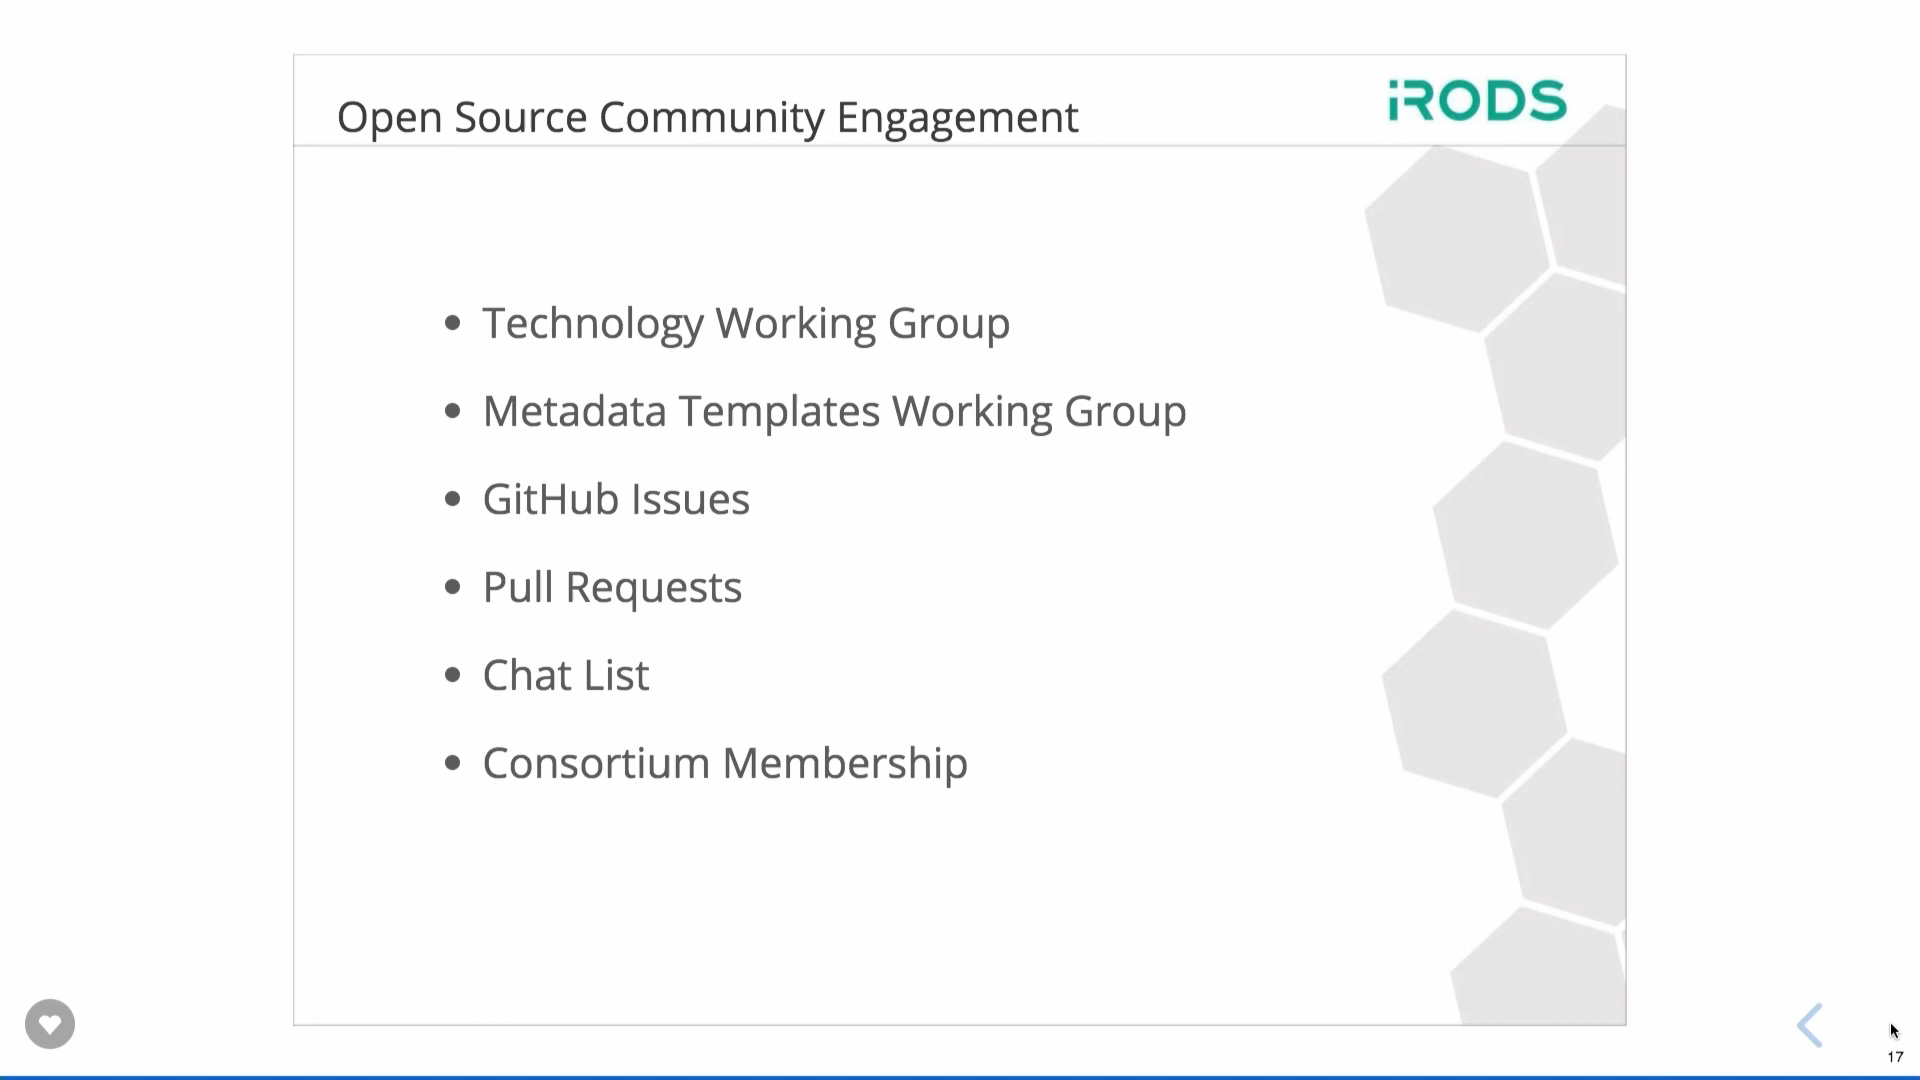 Open Source Community Engagement
iRODS
Technology Working Group
Metadata Templates Working Group
GitHub Issues
Pull Requests
Chat List
Consortium Membership
17